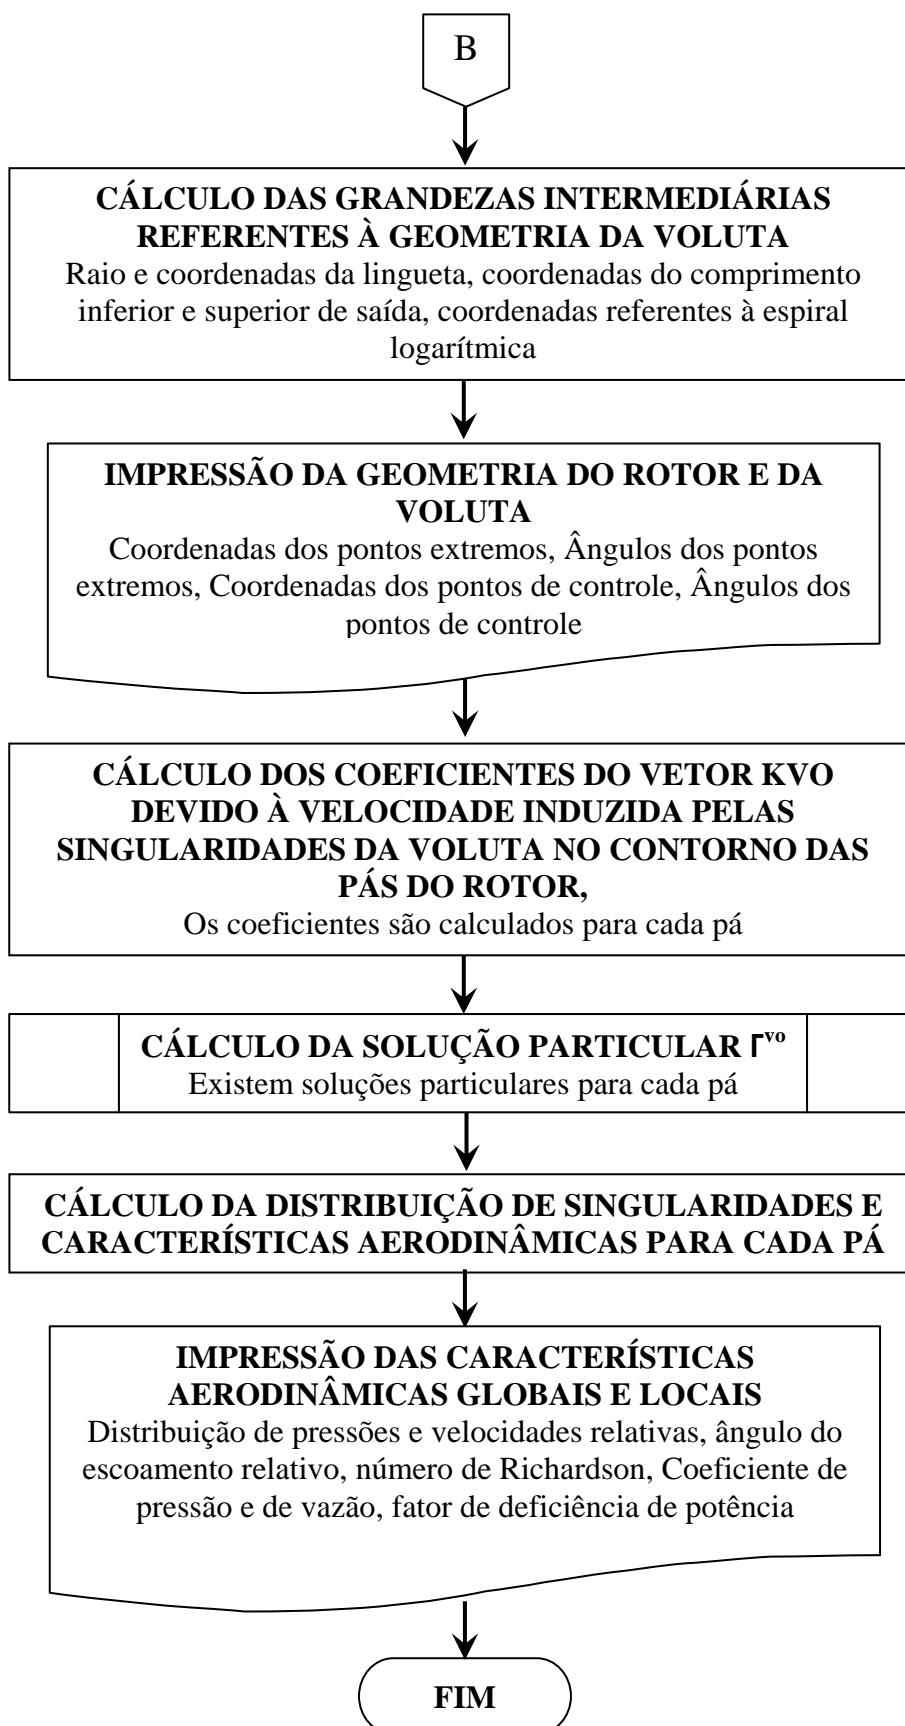 B
CÁLCULO DAS GRANDEZAS INTERMEDIÁRIAS
REFERENTES À GEOMETRIA DA VOLUTA
Raio e coordenadas da lingueta, coordenadas do comprimento
inferior e superior de saída, coordenadas referentes à espiral
logarítmica
IMPRESSÃO DA GEOMETRIA DO ROTOR E DA
VOLUTA
Coordenadas dos pontos extremos, Ângulos dos pontos
extremos, Coordenadas dos pontos de controle, Ângulos dos
pontos de controle
CÁLCULO DOS COEFICIENTES DO VETOR KVO
DEVIDO À VELOCIDADE INDUZIDA PELAS
SINGULARIDADES DA VOLUTA NO CONTORNO DAS
PÁS DO ROTOR,
Os coeficientes são calculados para cada pá
CÁLCULO DA SOLUÇÃO PARTICULAR Γᵛᵒ
Existem soluções particulares para cada pá
CÁLCULO DA DISTRIBUIÇÃO DE SINGULARIDADES E
CARACTERÍSTICAS AERODINÂMICAS PARA CADA PÁ
IMPRESSÃO DAS CARACTERÍSTICAS
AERODINÂMICAS GLOBAIS E LOCAIS
Distribuição de pressões e velocidades relativas, ângulo do
escoamento relativo, número de Richardson, Coeficiente de
pressão e de vazão, fator de deficiência de potência
FIM